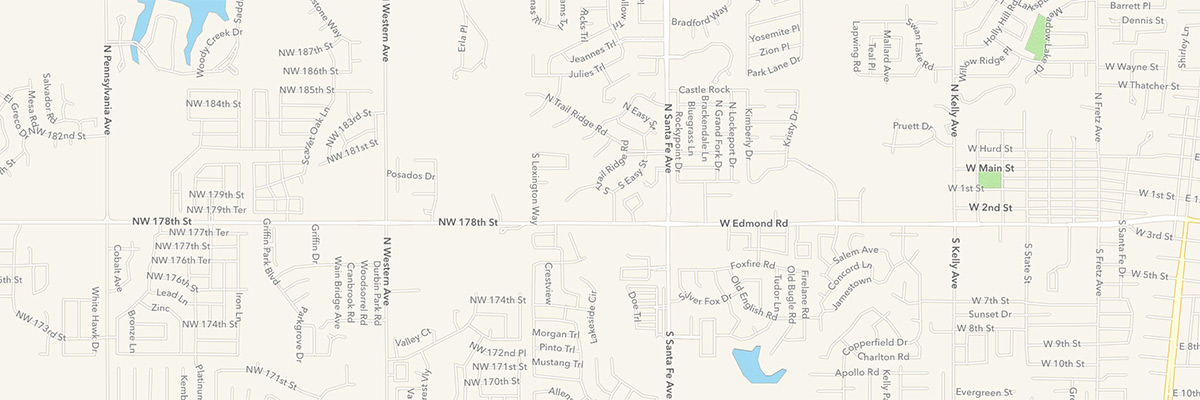 Barrett Pl
Dennis St
Shirley Ln
Meadow Lake Dr
Holly Hill Rd
Swan Lake Rd
Mallard Ave
Teal Pl
Lapwing Rd
Bradford Way
Yosemite Pl
Zion Pl
Park Lane Dr
Acks Trl
Erla Pl
Woody Creek Dr
N Western Ave
N Pennsylvania Ave
NW 187th St
NW 186th St
NW 185th St
NW 184th St
Jeannes Trl
Julies Trl
W Wayne St
W Thatcher St
Salvador Rd
Mesa Rd
El Greco Dr
NW 182nd St
Scarlet Oak Ln
NW 183rd St
NW 181st St
N Trail Ridge Rd
N Easy St
Castle Rock
N Santa Fe Ave
Rockypoint Dr
Bluegrass Ln
Brackendale Ln
N Grand Fork Dr
N Lockeport Dr
Kimberly Dr
Krissy Dr
Pruett Dr
N Kelly Ave
N Fretz Ave
W Hurd St
W Main St
W 1st St
W 1st St
W 2nd St
Posados Dr
S Lexington Way
S Trail Ridge Rd
S Easy St
NW 179th St
NW 179th Ter
NW 178th St
NW 178th St
W Edmond Rd
W 3rd St
NW 177th Ter
NW 177th St
NW 176th Ter
NW 176th St
Cobalt Ave
Griffin Park Blvd
Griffin Dr
Wain Bridge Ave
Cranbrook Rd
Woodsorrel Rd
Durbin Park Rd
N Western Ave
Crestview
Lakeside Cir
Doe Trl
Foxfire Rd
Silver Fox Dr
Old English Rd
Tudor Ln
Old Bugle Rd
Firelane Rd
Salem Ave
Concord Ln
Jamestown
S Kelly Ave
S State St
S Fretz Ave
S Santa Fe Dr
W 5th St
Lead Ln
Zinc
White Hawk Dr
Bronze Ln
Iron Ln
Parkgrove Dr
NW 173rd St
NW 174th St
NW 174th St
Valley Ct
Morgan Trl
Pinto Trl
Mustang Trl
NW 172nd Pl
NW 171st St
NW 170th St
NW 171st St
S Santa Fe Ave
W 7th St
Sunset Dr
W 8th St
W 9th St
W 10th St
E 8th
Copperfield Dr
Charlton Rd
Apollo Rd
Evergreen St
E 10th
Platinum
Kemb
Allen
Kelly P